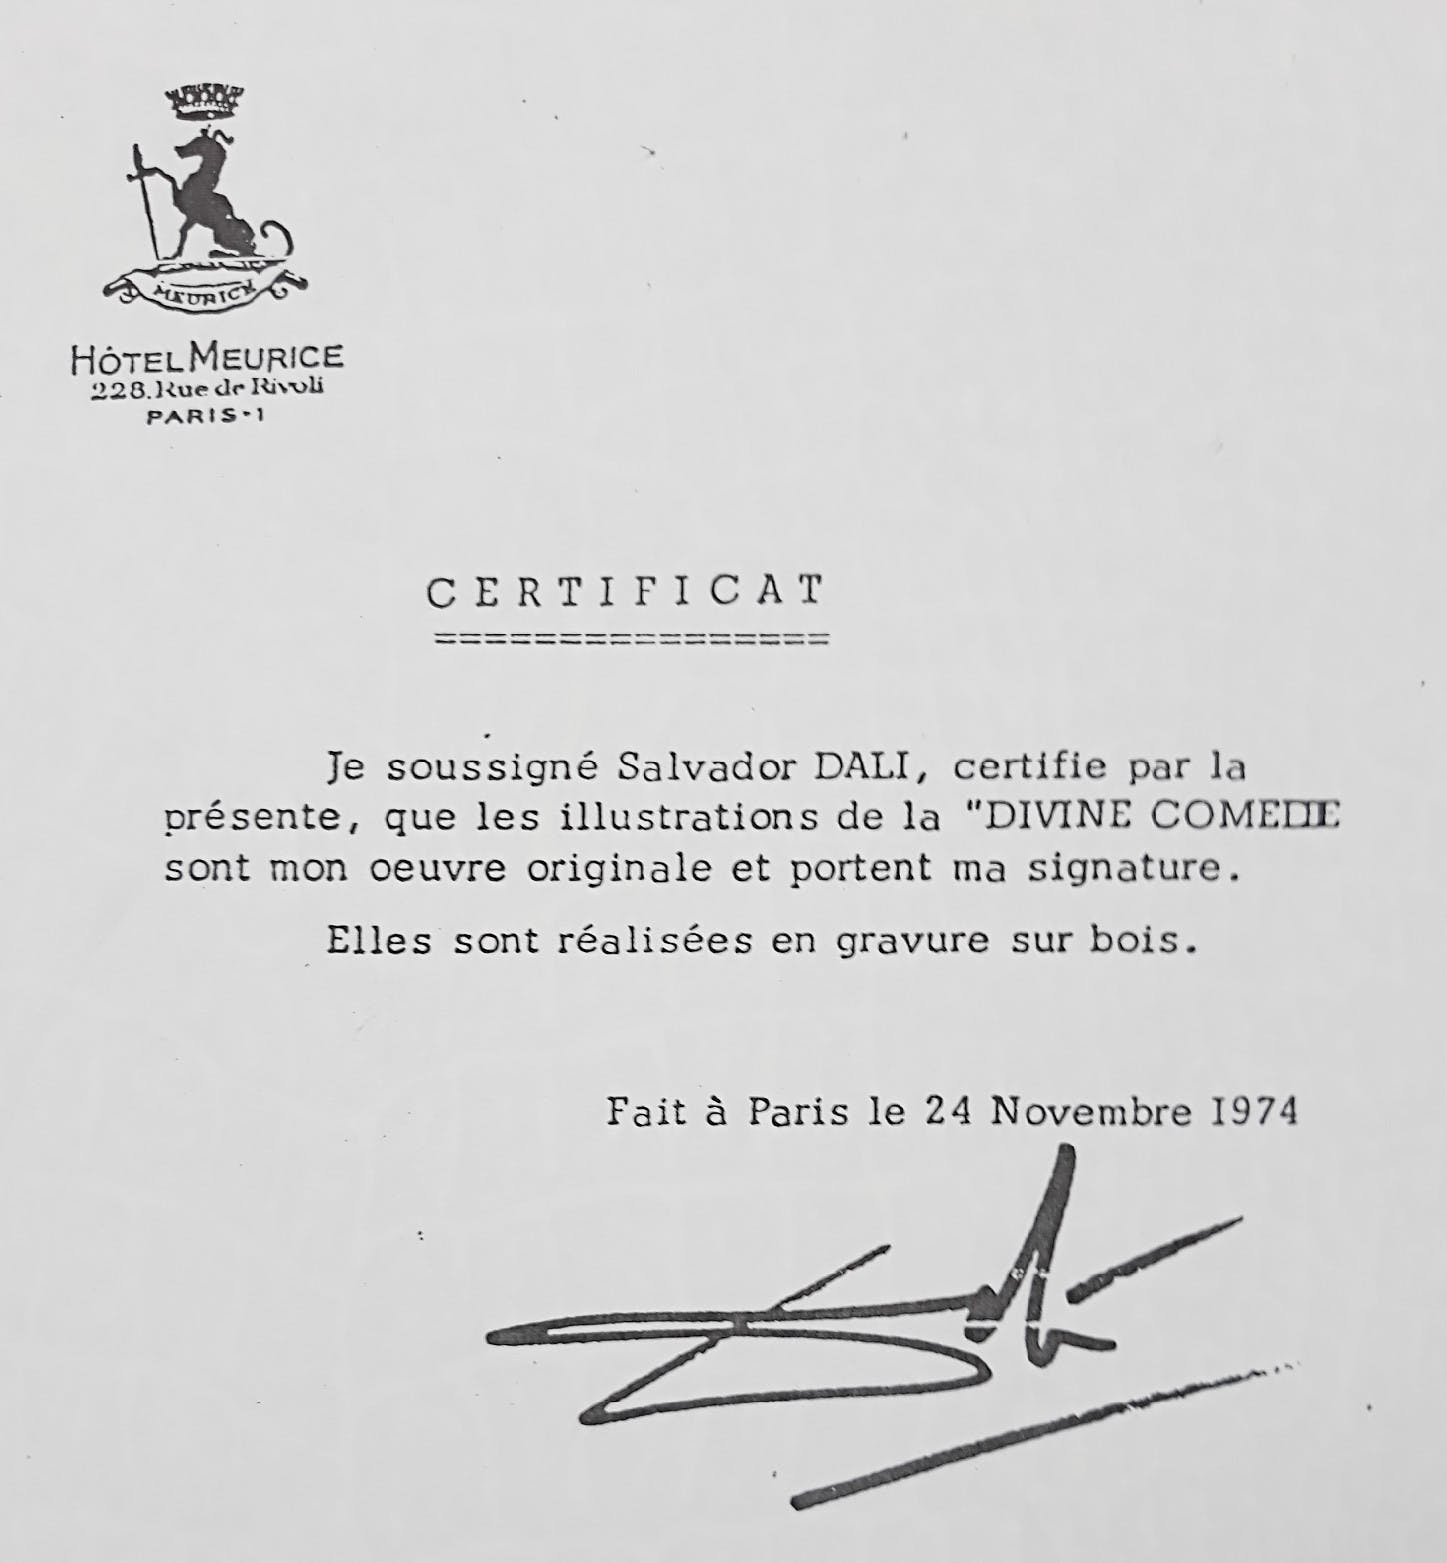 MEURICE
HÔTEL MEURICE
228. Rue de Rivoli
PARIS-1
CERTIFICAT
================
Je soussigné Salvador DALI, certifie par la
présente, que les illustrations de la "DIVINE COMEDIE
sont mon oeuvre originale et portent ma signature.
Elles sont réalisées en gravure sur bois.
Fait à Paris le 24 Novembre I974